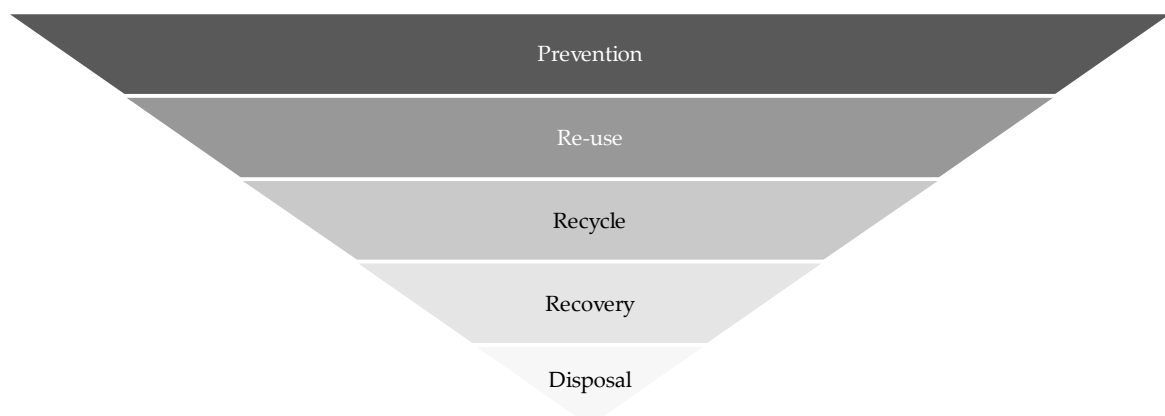 Prevention
Re-use
Recycle
Recovery
Disposal